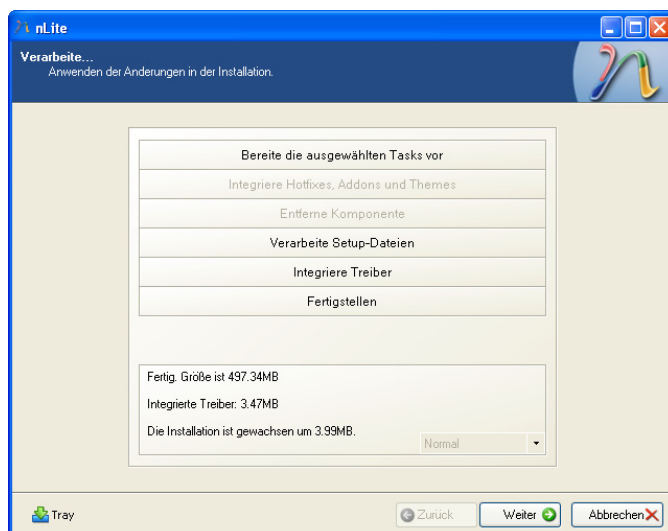 nLite
Verarbeite...
Anwenden der Anderungen in der Installation.
Bereite die ausgewählten Tasks vor
Integriere Hotfixes, Addons und Themes
Entferne Komponente
Verarbeite Setup-Dateien
Integriere Treiber
Fertigstellen
Fertig. Größe ist 497.34MB
Integrierte Treiber: 3.47MB
Die Installation ist gewachsen um 3.99MB.
Normal
Tray
Zurück
Weiter
Abbrechen